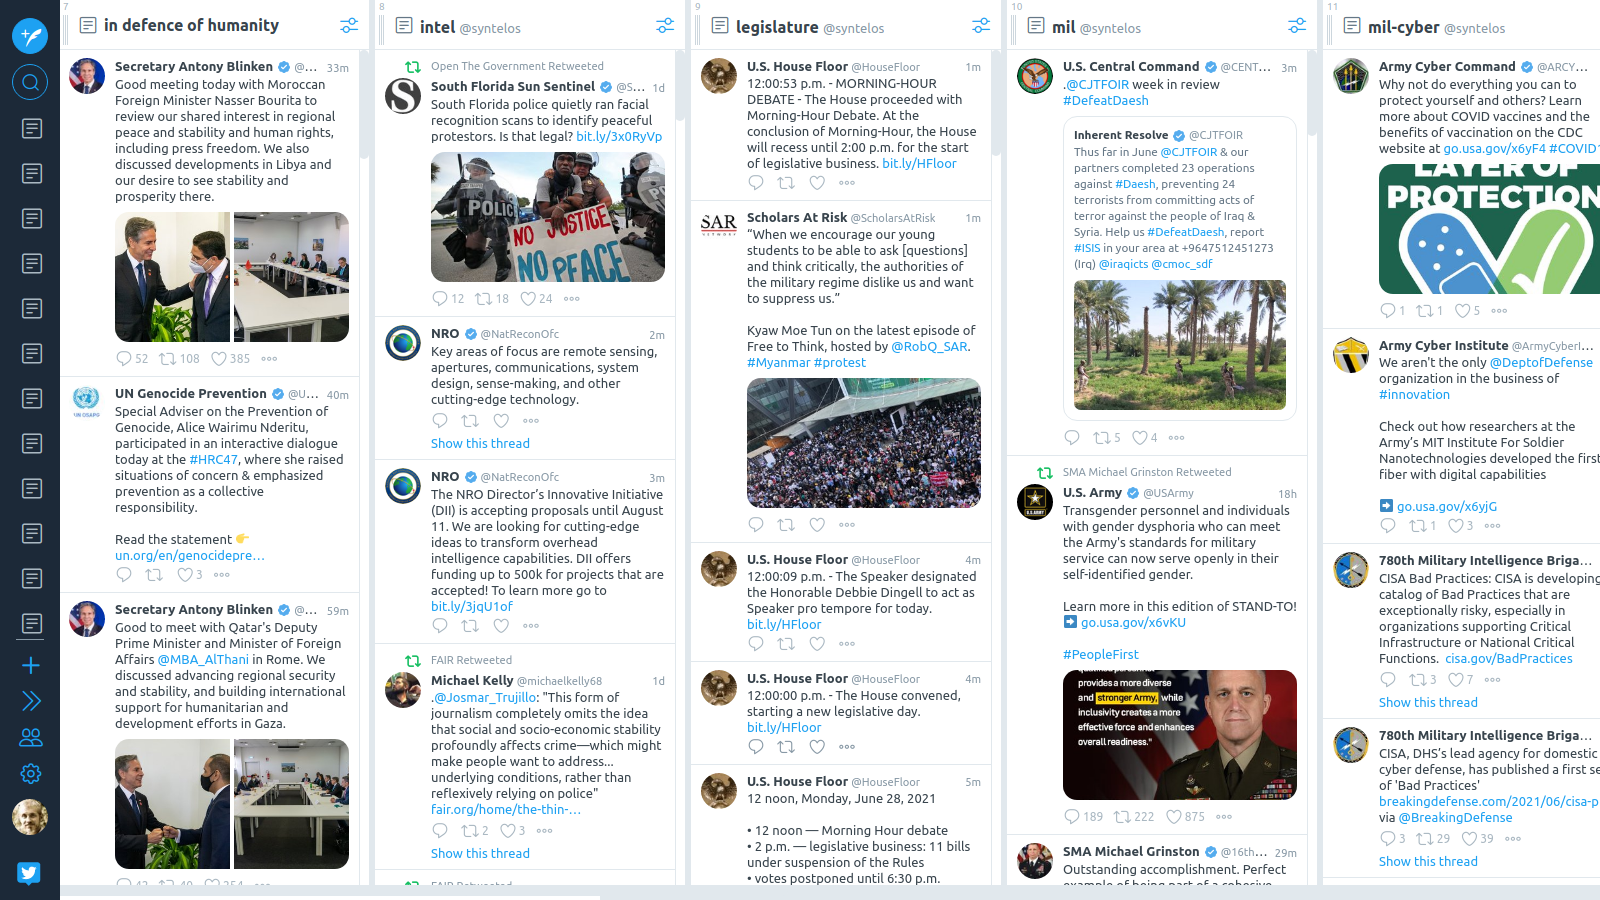 7
in defence of humanity
Secretary Antony Blinken @... 33m
Good meeting today with Moroccan
Foreign Minister Nasser Bourita to
review our shared interest in regional
peace and stability and human rights,
including press freedom. We also
discussed developments in Libya and
our desire to see stability and
prosperity there.
52 108 385
UN Genocide Prevention @U... 40m
Special Adviser on the Prevention of
Genocide, Alice Wairimu Nderitu,
participated in an interactive dialogue
today at the #HRC47, where she raised
situations of concern & emphasized
prevention as a collective
responsibility.
Read the statement 👉
un.org/en/genocidepre…
3
Secretary Antony Blinken @... 59m
Good to meet with Qatar's Deputy
Prime Minister and Minister of Foreign
Affairs @MBA_AlThani in Rome. We
discussed advancing regional security
and stability, and building international
support for humanitarian and
development efforts in Gaza.
8
intel @syntelos
Open The Government Retweeted
South Florida Sun Sentinel @S... 1d
South Florida police quietly ran facial
recognition scans to identify peaceful
protestors. Is that legal? bit.ly/3x0RyVp
POLICE
NO JUSTICE
NO PEACE
12 18 24
NRO @NatReconOfc 2m
Key areas of focus are remote sensing,
apertures, communications, system
design, sense-making, and other
cutting-edge technology.
Show this thread
NRO @NatReconOfc 3m
The NRO Director's Innovative Initiative
(DII) is accepting proposals until August
11. We are looking for cutting-edge
ideas to transform overhead
intelligence capabilities. DII offers
funding up to 500k for projects that are
accepted! To learn more go to
bit.ly/3jqU1of
FAIR Retweeted
Michael Kelly @michaelkelly68 1d
.@Josmar_Trujillo: "This form of
journalism completely omits the idea
that social and socio-economic stability
profoundly affects crime—which might
make people want to address...
underlying conditions, rather than
reflexively relying on police"
fair.org/home/the-thin-…
2 3
Show this thread
FAIR Retweeted
9
legislature @syntelos
U.S. House Floor @HouseFloor 1m
12:00:53 p.m. - MORNING-HOUR
DEBATE - The House proceeded with
Morning-Hour Debate. At the
conclusion of Morning-Hour, the House
will recess until 2:00 p.m. for the start
of legislative business. bit.ly/HFloor
SAR
NETWORK
Scholars At Risk @ScholarsAtRisk 1m
“When we encourage our young
students to be able to ask [questions]
and think critically, the authorities of
the military regime dislike us and want
to suppress us.”
Kyaw Moe Tun on the latest episode of
Free to Think, hosted by @RobQ_SAR.
#Myanmar #protest
U.S. House Floor @HouseFloor 4m
12:00:09 p.m. - The Speaker designated
the Honorable Debbie Dingell to act as
Speaker pro tempore for today.
bit.ly/HFloor
U.S. House Floor @HouseFloor 4m
12:00:00 p.m. - The House convened,
starting a new legislative day.
bit.ly/HFloor
U.S. House Floor @HouseFloor 5m
12 noon, Monday, June 28, 2021
• 12 noon — Morning Hour debate
• 2 p.m. — legislative business: 11 bills
under suspension of the Rules
• votes postponed until 6:30 p.m.
10
mil @syntelos
U.S. Central Command @CENT... 3m
.@CJTFOIR week in review
#DefeatDaesh
Inherent Resolve @CJTFOIR
Thus far in June @CJTFOIR & our
partners completed 23 operations
against #Daesh, preventing 24
terrorists from committing acts of
terror against the people of Iraq &
Syria. Help us #DefeatDaesh, report
#ISIS in your area at +9647512451273
(Irq) @iraqicts @cmoc_sdf
5 4
SMA Michael Grinston Retweeted
U.S. Army @USArmy 18h
Transgender personnel and individuals
with gender dysphoria who can meet
the Army's standards for military
service can now serve openly in their
self-identified gender.
Learn more in this edition of STAND-TO!
➡ go.usa.gov/x6vKU
#PeopleFirst
provides a more diverse
and stronger Army, while
inclusivity creates a more
effective force and enhances
overall readiness."
189 222 875
SMA Michael Grinston @16th... 29m
Outstanding accomplishment. Perfect
example of being part of a cohesive
11
mil-cyber @syntelos
Army Cyber Command @ARCY...
Why not do everything you can to
protect yourself and others? Learn
more about COVID vaccines and the
benefits of vaccination on the CDC
website at go.usa.gov/x6yF4 #COVID1
LAYER OF
PROTECTION
1 1 5
Army Cyber Institute @ArmyCyberI...
We aren't the only @DeptofDefense
organization in the business of
#innovation
Check out how researchers at the
Army's MIT Institute For Soldier
Nanotechnologies developed the first
fiber with digital capabilities
➡ go.usa.gov/x6yjG
1 3
780th Military Intelligence Briga...
CISA Bad Practices: CISA is developing
catalog of Bad Practices that are
exceptionally risky, especially in
organizations supporting Critical
Infrastructure or National Critical
Functions. cisa.gov/BadPractices
3 7
Show this thread
780th Military Intelligence Briga...
CISA, DHS's lead agency for domestic
cyber defense, has published a first se
of 'Bad Practices'
breakingdefense.com/2021/06/cisa-p
via @BreakingDefense
3 29 39
Show this thread